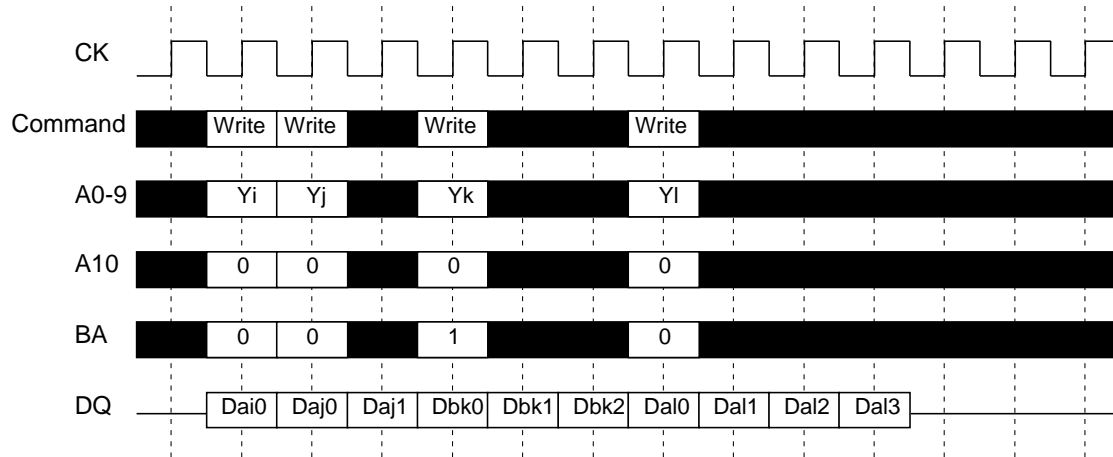 CK
Command Write Write Write Write
A0-9 Yi Yj Yk Yl
A10 0 0 0 0
BA 0 0 1 0
DQ Dai0 Daj0 Daj1 Dbk0 Dbk1 Dbk2 Dal0 Dal1 Dal2 Dal3